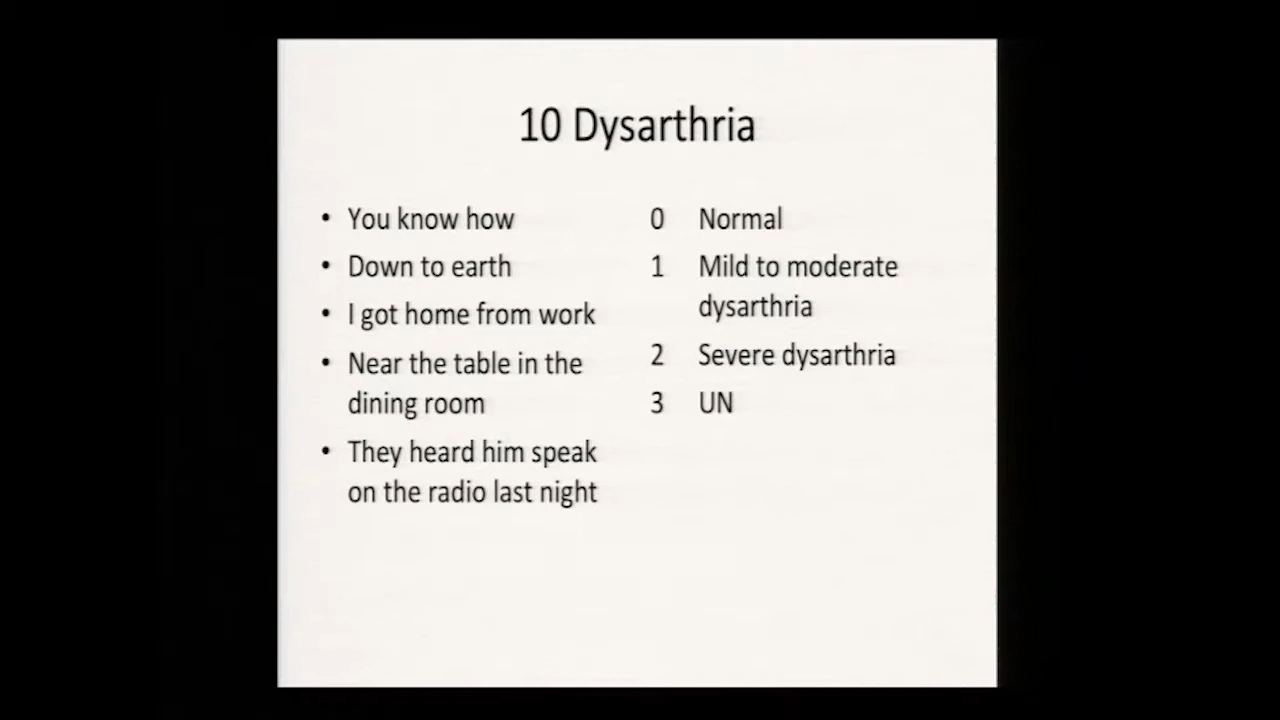 10 Dysarthria
• You know how
• Down to earth
• I got home from work
• Near the table in the
dining room
• They heard him speak
on the radio last night
0 Normal
1 Mild to moderate
dysarthria
2 Severe dysarthria
3 UN